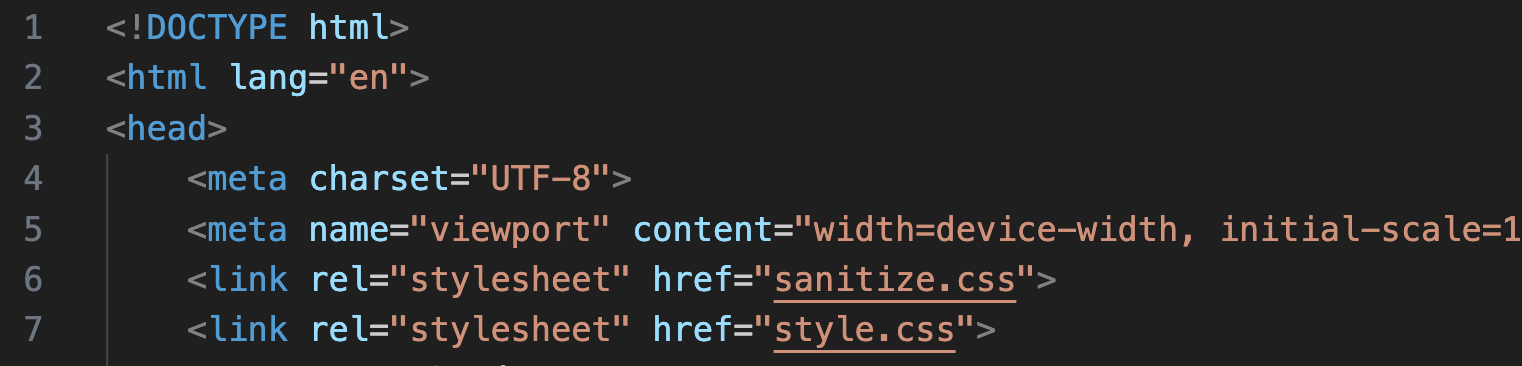 1 <!DOCTYPE html>
2 <html lang="en">
3 <head>
4 <meta charset="UTF-8">
5 <meta name="viewport" content="width=device-width, initial-scale=1
6 <link rel="stylesheet" href="sanitize.css">
7 <link rel="stylesheet" href="style.css">